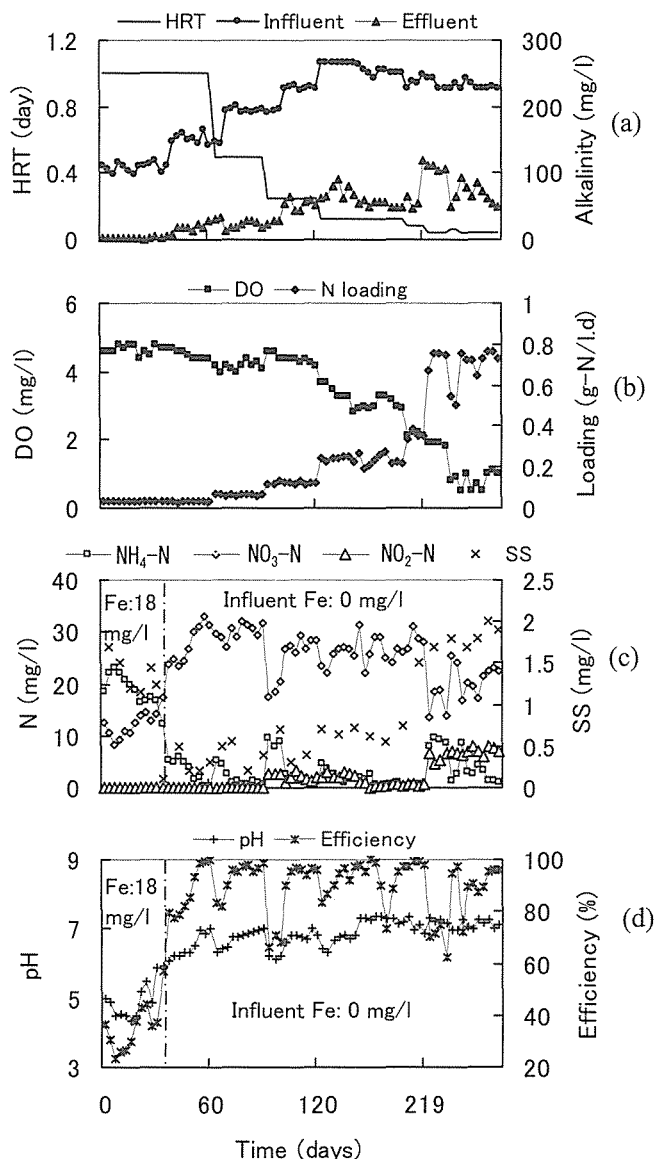 HRT Inffluent Effluent
1.2 300
0.8 200
0.4 100
0 0
HRT (day)
Alkalinity (mg/l)
(a)
DO N loading
6 1
4 0.8
0.6
2 0.4
0.2
0 0
DO (mg/l)
Loading (g-N/l.d)
(b)
NH₄-N NO₃-N NO₂-N SS
40 2.5
30 2
20 1.5
10 1
0.5
0 0
Fe:18
mg/l)
Influent Fe: 0 mg/l)
N (mg/l)
SS (mg/l)
(c)
pH Efficiency
9 100
7 80
60
5 40
3 20
Fe:18
mg/l)
Influent Fe: 0 mg/l)
pH
Efficiency (%)
(d)
0 60 120 219
Time (days)